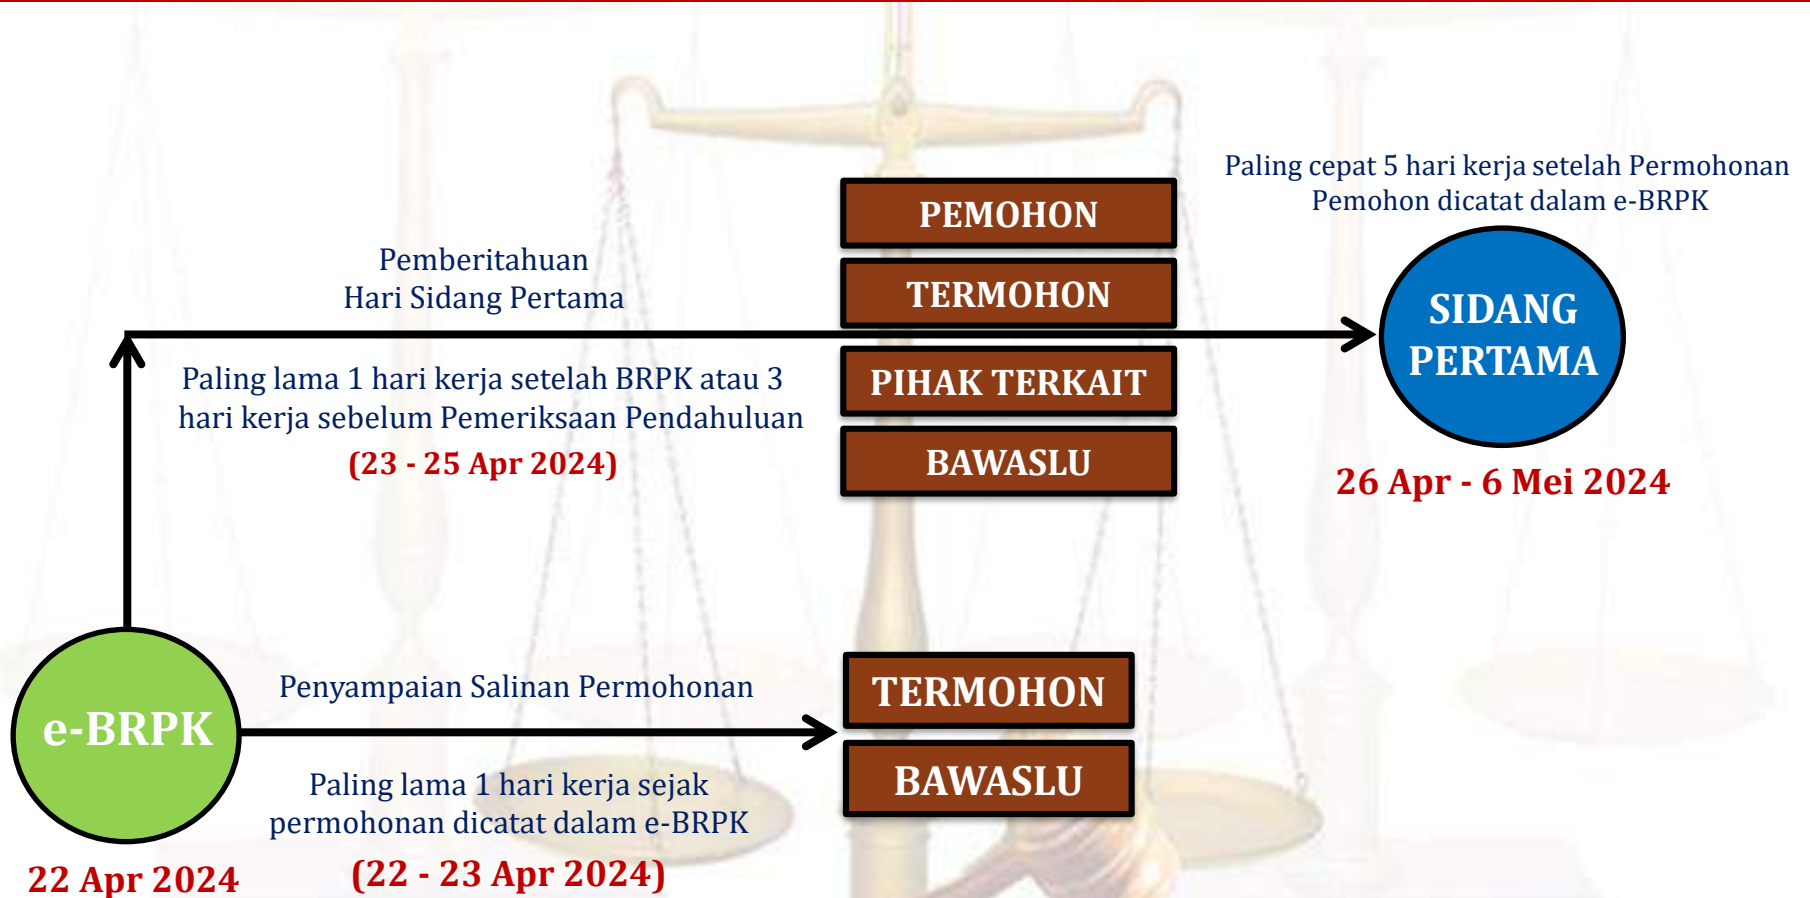 Paling cepat 5 hari kerja setelah Permohonan
Pemohon dicatat dalam e-BRPK
PEMOHON
Pemberitahuan
Hari Sidang Pertama
TERMOHON
SIDANG
PERTAMA
Paling lama 1 hari kerja setelah BRPK atau 3
hari kerja sebelum Pemeriksaan Pendahuluan
(23 - 25 Apr 2024)
PIHAK TERKAIT
BAWASLU
26 Apr - 6 Mei 2024
e-BRPK
22 Apr 2024
Penyampaian Salinan Permohonan
Paling lama 1 hari kerja sejak
permohonan dicatat dalam e-BRPK
(22 - 23 Apr 2024)
TERMOHON
BAWASLU